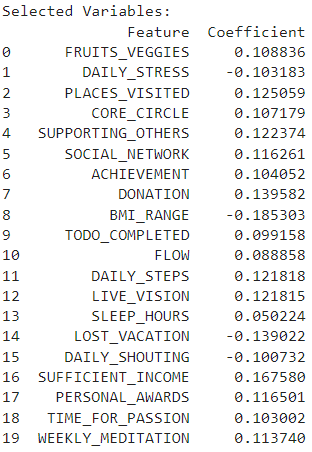 Selected Variables:
Feature Coefficient
0 FRUITS_VEGGIES 0.108836
1 DAILY_STRESS -0.103183
2 PLACES_VISITED 0.125059
3 CORE_CIRCLE 0.107179
4 SUPPORTING_OTHERS 0.122374
5 SOCIAL_NETWORK 0.116261
6 ACHIEVEMENT 0.104052
7 DONATION 0.139582
8 BMI_RANGE -0.185303
9 TODO_COMPLETED 0.099158
10 FLOW 0.088858
11 DAILY_STEPS 0.121818
12 LIVE_VISION 0.121815
13 SLEEP_HOURS 0.050224
14 LOST_VACATION -0.139022
15 DAILY_SHOUTING -0.100732
16 SUFFICIENT_INCOME 0.167580
17 PERSONAL_AWARDS 0.116501
18 TIME_FOR_PASSION 0.103002
19 WEEKLY_MEDITATION 0.113740